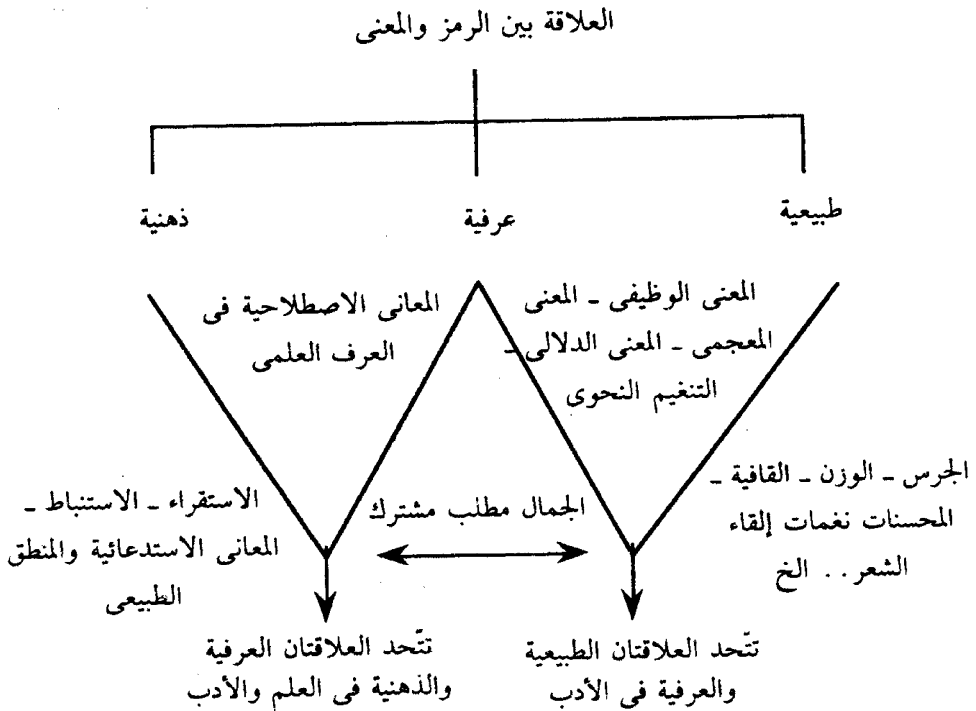 العلاقة بين الرمز والمعنى
طبيعية
عرفية
ذهنية
المعنى الوظيفى ـ المعنى
المعجمى ـ المعنى الدلالى ـ
التنغيم النحوى
المعانى الاصطلاحية فى
العرف العلمى
الجرس ـ الوزن ـ القافية ـ
المحسنات نغمات إلقاء
الشعر . . الخ
الجمال مطلب مشترك
الاستقراء ـ الاستنباط ـ
المعانى الاستدعائية والمنطق
الطبيعى
تتّحد العلاقتان الطبيعية
والعرفية فى الأدب
تتّحد العلاقتان العرفية
والذهنية فى العلم والأدب